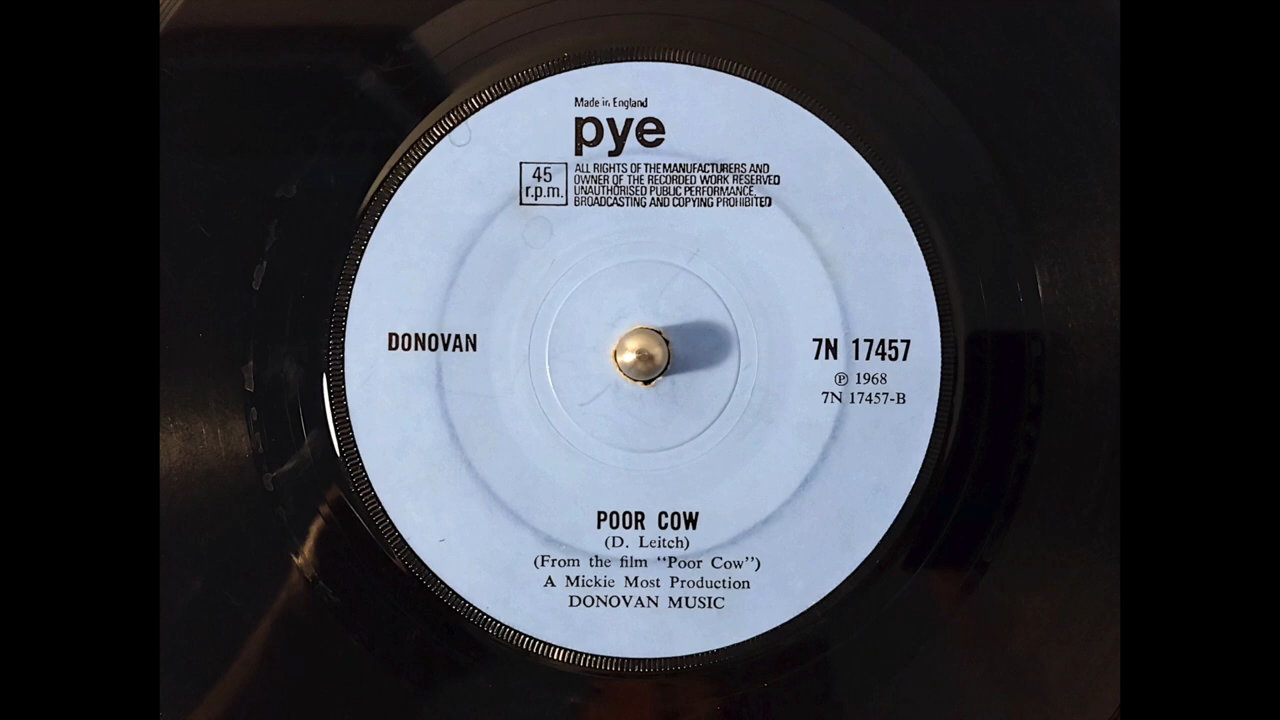 Made in England
pye
45
r.p.m.
ALL RIGHTS OF THE MANUFACTURERS AND
OWNER OF THE RECORDED WORK RESERVED
UNAUTHORISED PUBLIC PERFORMANCE,
BROADCASTING AND COPYING PROHIBITED
DONOVAN
7N 17457
℗ 1968
7N 17457-B
POOR COW
(D. Leitch)
(From the film "Poor Cow")
A Mickie Most Production
DONOVAN MUSIC